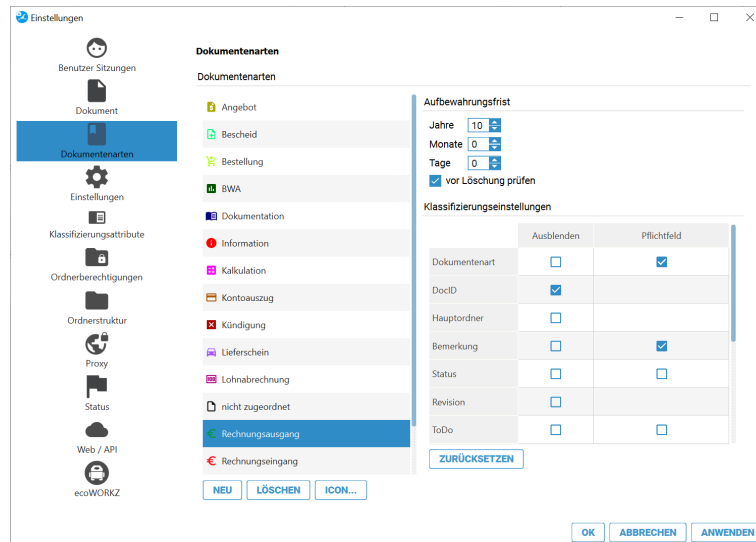 Einstellungen
Benutzer Sitzungen
Dokument
Dokumentenarten
Einstellungen
Klassifizierungsattribute
Ordnerberechtigungen
Ordnerstruktur
Proxy
Status
Web / API
ecoWORKZ
Dokumentenarten
Dokumentenarten
Angebot
Bescheid
Bestellung
BWA
Dokumentation
Information
Kalkulation
Kontoauszug
Kündigung
Lieferschein
Lohnabrechnung
nicht zugeordnet
Rechnungsausgang
Rechnungseingang
NEU LÖSCHEN ICON...
Aufbewahrungsfrist
Jahre 10
Monate 0
Tage 0
vor Löschung prüfen
Klassifizierungseinstellungen
Ausblenden Pflichtfeld
Dokumentenart
DocID
Hauptordner
Bemerkung
Status
Revision
ToDo
ZURÜCKSETZEN
OK ABBRECHEN ANWENDEN